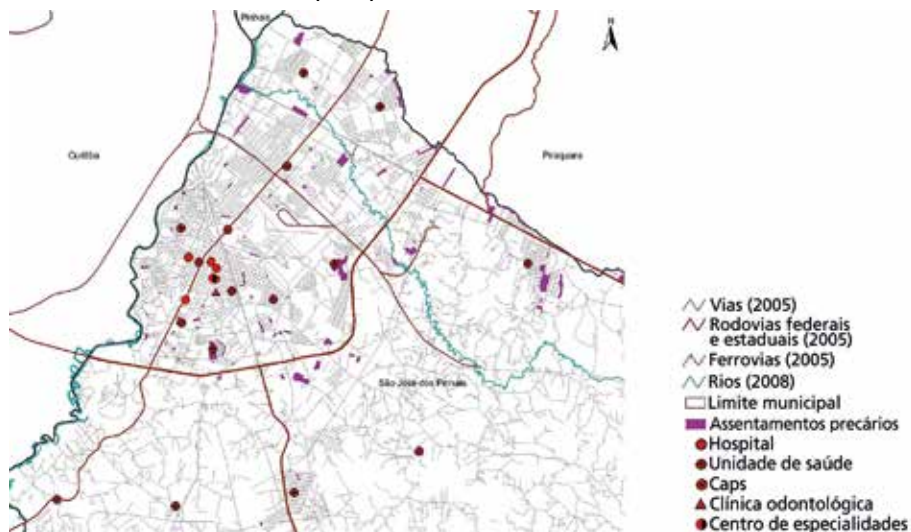 Pinhais
N
Curitiba
Piraquara
São José dos Pinhais
Vias (2005)
Rodovias federais
e estaduais (2005)
Ferrovias (2005)
Rios (2008)
Limite municipal
Assentamentos precários
Hospital
Unidade de saúde
Caps
Clínica odontológica
Centro de especialidades